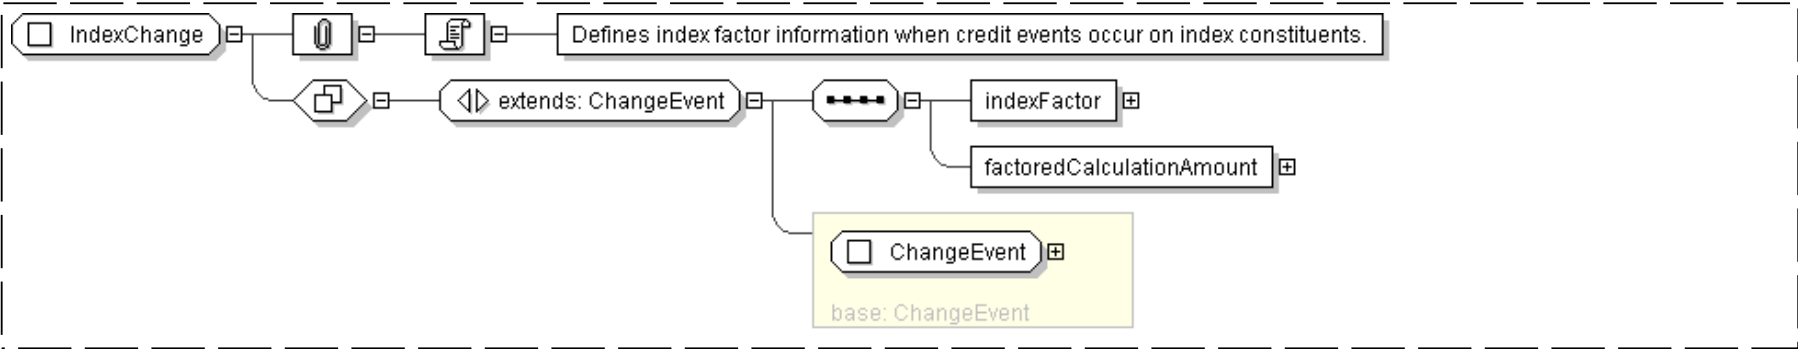 IndexChange
Defines index factor information when credit events occur on index constituents.
extends: ChangeEvent
indexFactor
factoredCalculationAmount
ChangeEvent
base: ChangeEvent